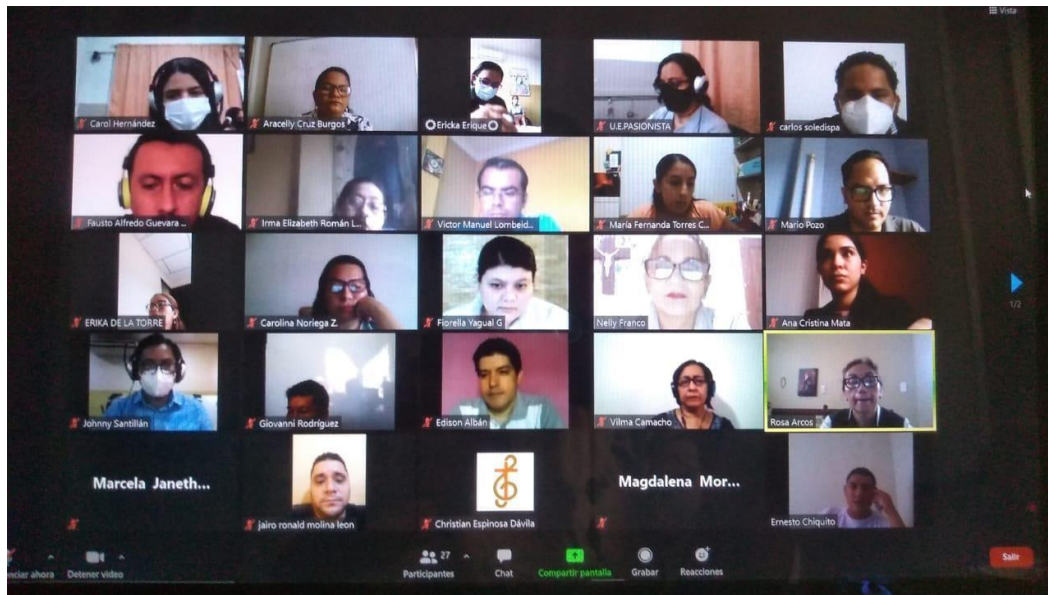 Vista
Carol Hernández
Aracelly Cruz Burgos
Ericka Erique
U.E.PASIONISTA
carlos soledispa
Fausto Alfredo Guevara ...
Irma Elizabeth Román L...
Victor Manuel Lombeid...
María Fernanda Torres C...
Mario Pozo
ERIKA DE LA TORRE
Carolina Noriega Z.
Fiorella Yagual G
Nelly Franco
Ana Cristina Mata
1/2
Johnny Santillán
Giovanni Rodríguez
Edison Albán
Vilma Camacho
Rosa Arcos
Marcela Janeth...
jairo ronald molina leon
Christian Espinosa Dávila
Magdalena Mor...
Ernesto Chiquito
enciar ahora
Detener video
27
Participantes
Chat
Compartir pantalla
Grabar
Reacciones
Salir